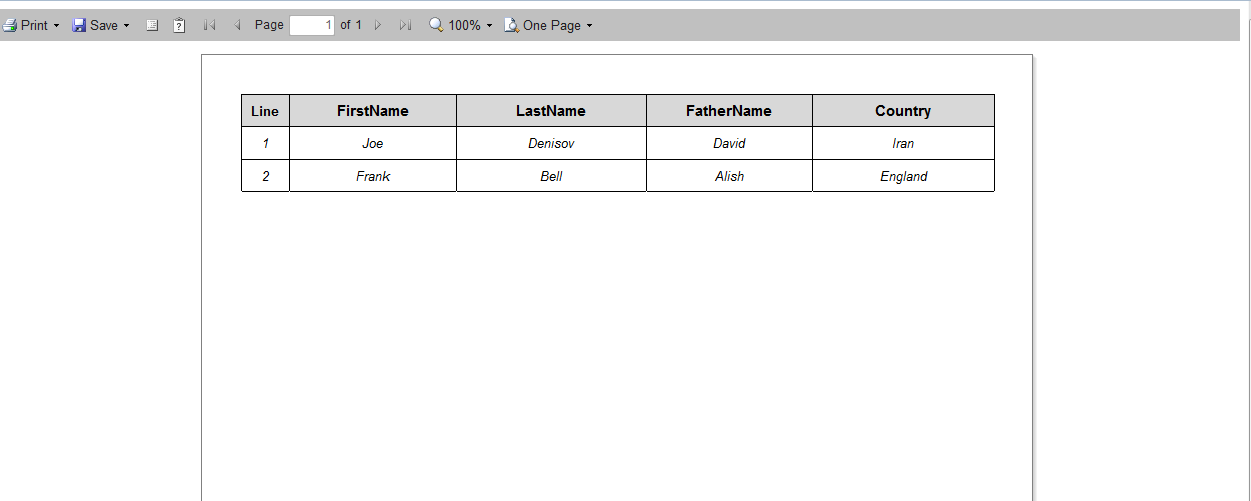 Print Save ? Page 1 of 1 100% One Page
Line FirstName LastName FatherName Country
1 Joe Denisov David Iran
2 Frank Bell Alish England